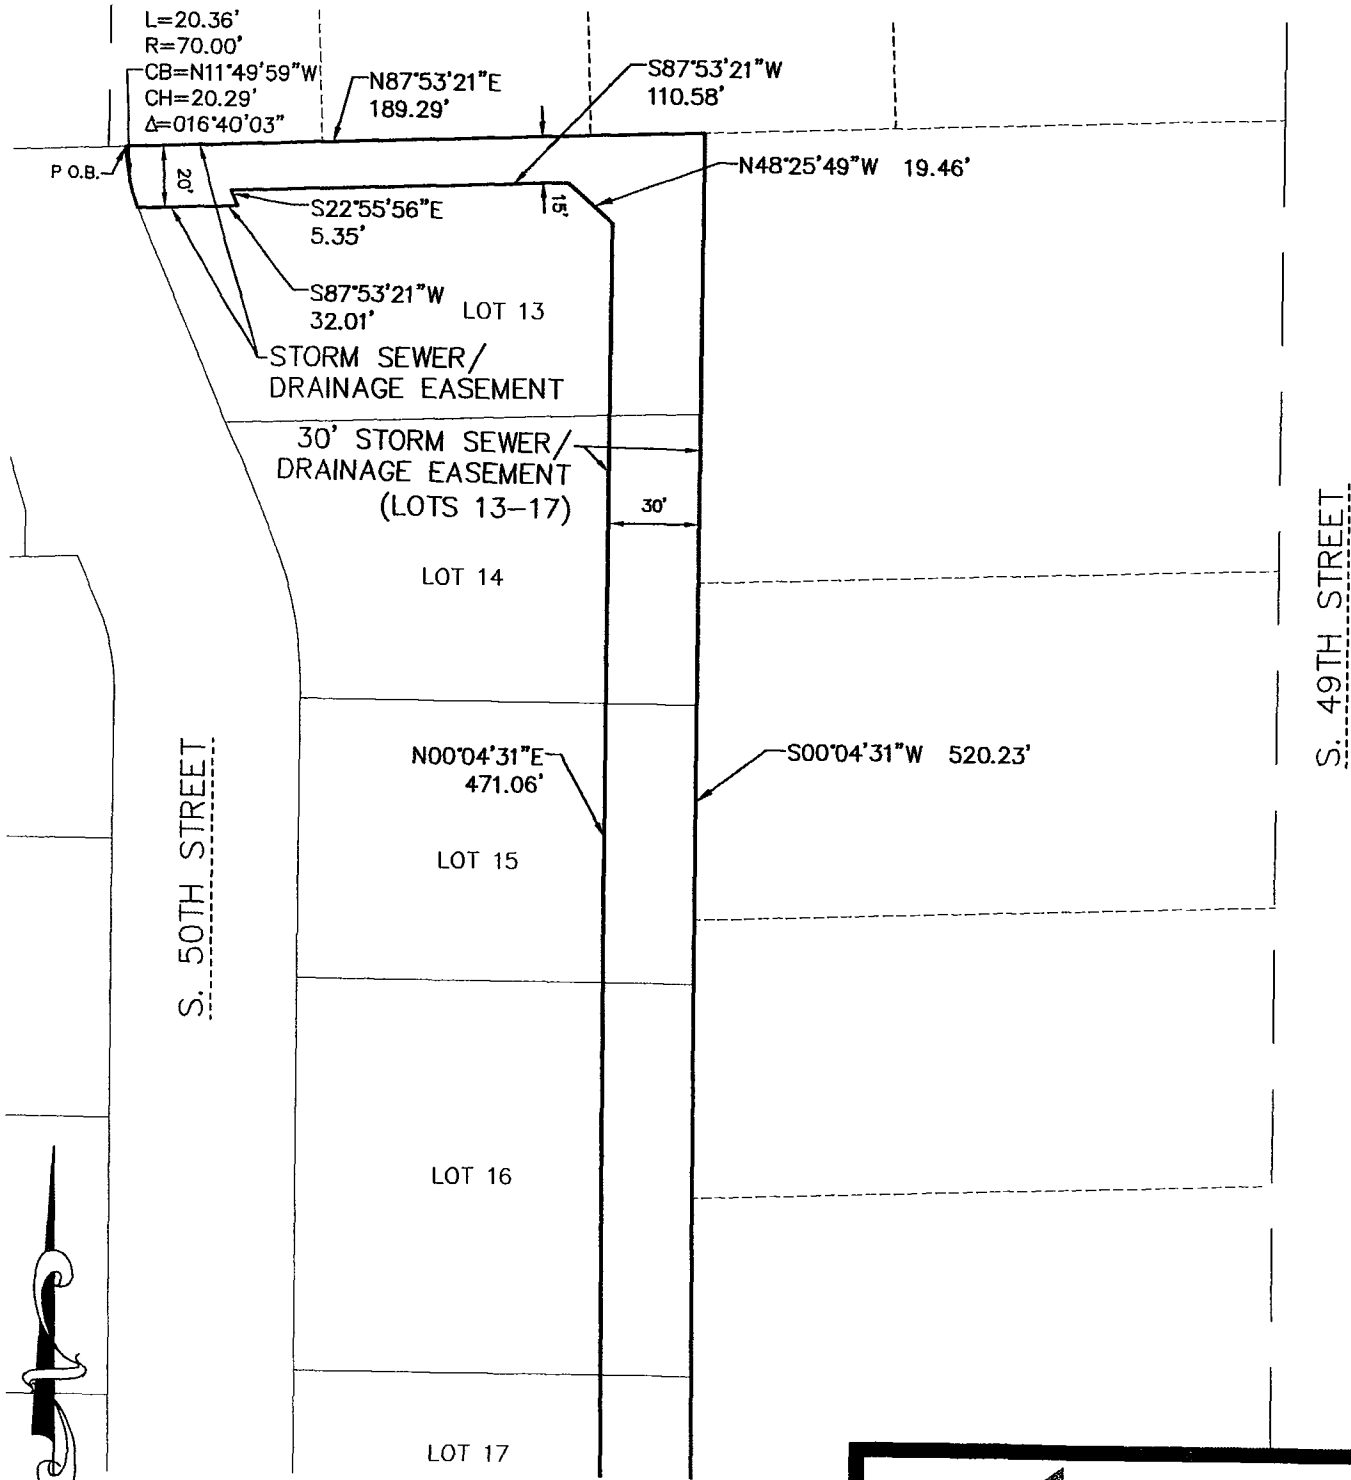 L=20.36'
R=70.00'
CB=N11°49'59"W
CH=20.29'
Δ=016°40'03"
N87°53'21"E
189.29'
S87°53'21"W
110.58'
P O.B.
20'
N48°25'49"W 19.46'
15'
S22°55'56"E
5.35'
S87°53'21"W
32.01'
LOT 13
STORM SEWER/
DRAINAGE EASEMENT
30' STORM SEWER/
DRAINAGE EASEMENT
(LOTS 13-17)
30'
LOT 14
S. 49TH STREET
N00°04'31"E
471.06'
S00°04'31"W 520.23'
S. 50TH STREET
LOT 15
LOT 16
LOT 17